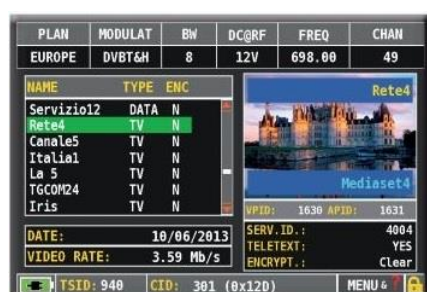 PLAN MODULAT BW DC@RF FREQ CHAN
EUROPE DVBT&H 8 12V 698.00 49
NAME TYPE ENC
Servizio12 DATA N
Rete4 TV N
Canale5 TV N
Italia1 TV N
La 5 TV N
TGCOM24 TV N
Iris TV N
Rete4
Mediaset4
VPID: 1630 APID: 1631
DATE: 10/06/2013
VIDEO RATE: 3.59 Mb/s
SERV.ID.: 4004
TELETEXT: YES
ENCRYPT.: Clear
TSID: 940 CID: 301 (0x12D) MENU & ?